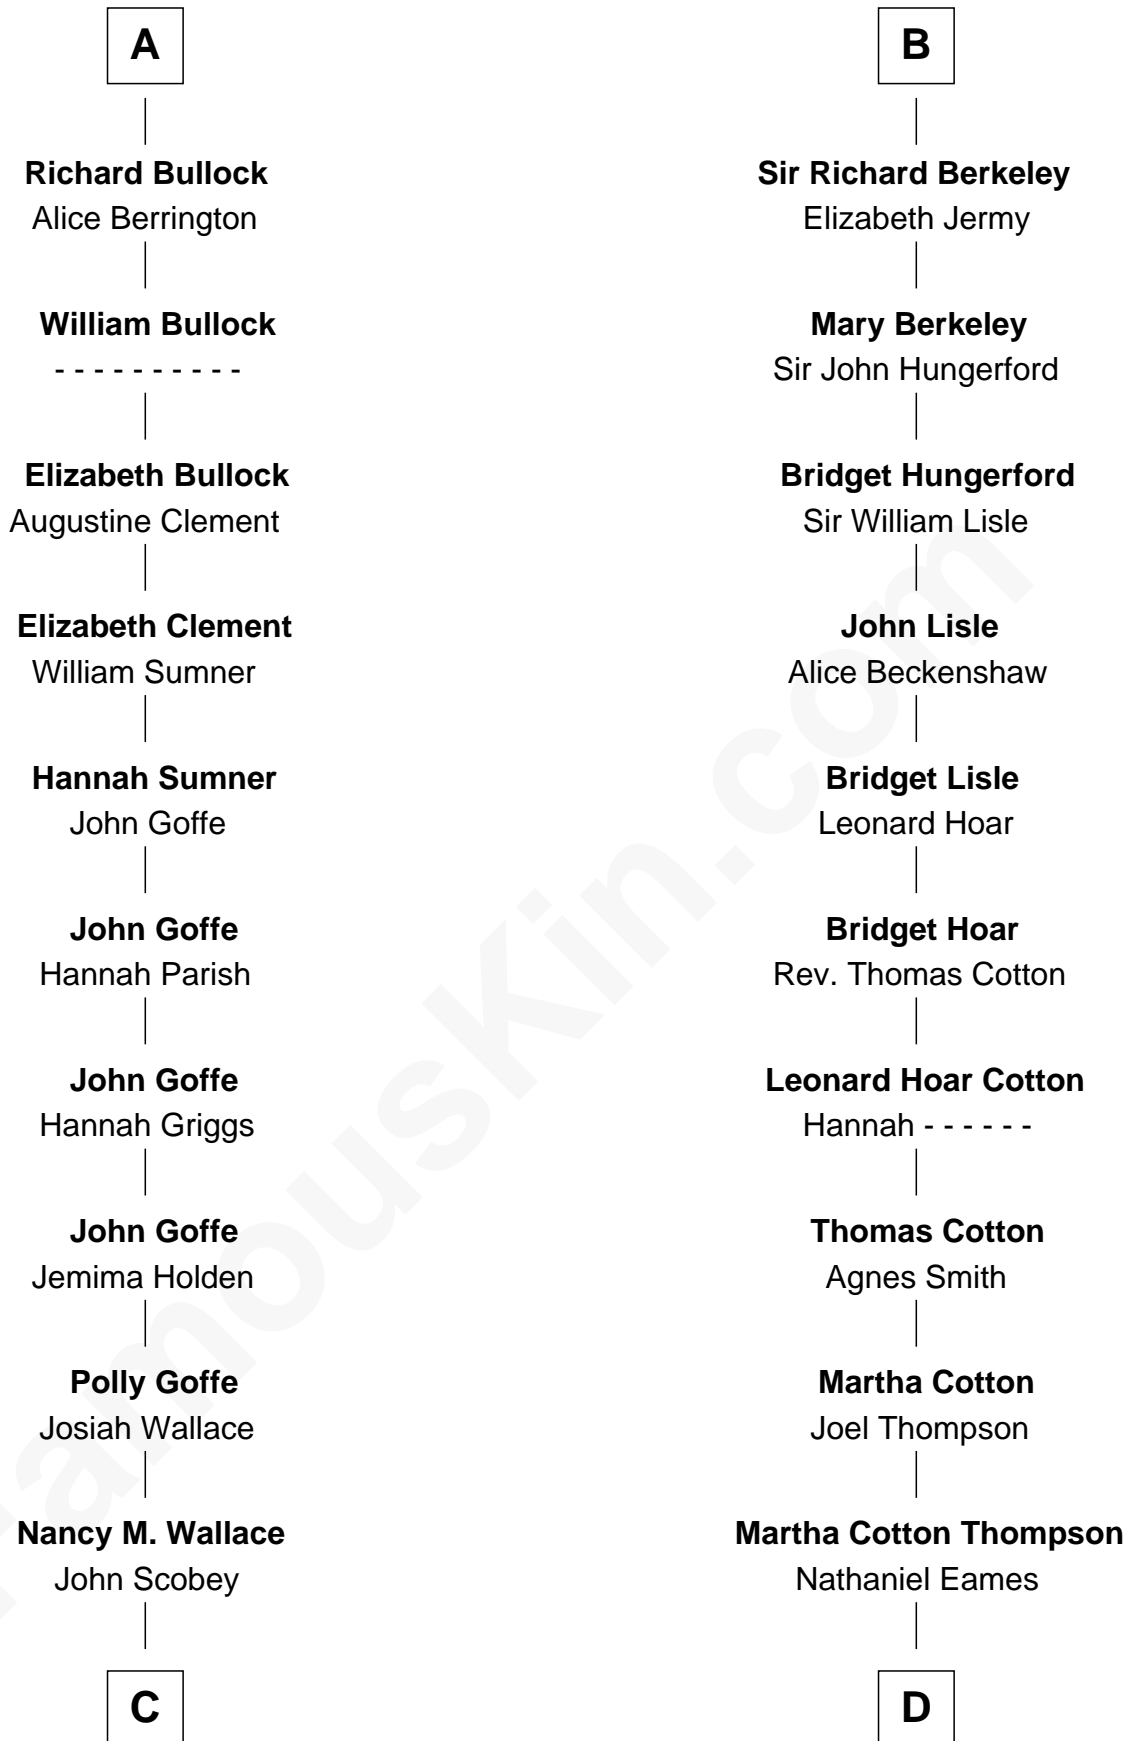 A
Richard Bullock
Alice Berrington
William Bullock
- - - - - - - - - -
Elizabeth Bullock
Augustine Clement
Elizabeth Clement
William Sumner
Hannah Sumner
John Goffe
John Goffe
Hannah Parish
John Goffe
Hannah Griggs
John Goffe
Jemima Holden
Polly Goffe
Josiah Wallace
Nancy M. Wallace
John Scobey
C
B
Sir Richard Berkeley
Elizabeth Jermy
Mary Berkeley
Sir John Hungerford
Bridget Hungerford
Sir William Lisle
John Lisle
Alice Beckenshaw
Bridget Lisle
Leonard Hoar
Bridget Hoar
Rev. Thomas Cotton
Leonard Hoar Cotton
Hannah - - - - - -
Thomas Cotton
Agnes Smith
Martha Cotton
Joel Thompson
Martha Cotton Thompson
Nathaniel Eames
D
FamousKin.com